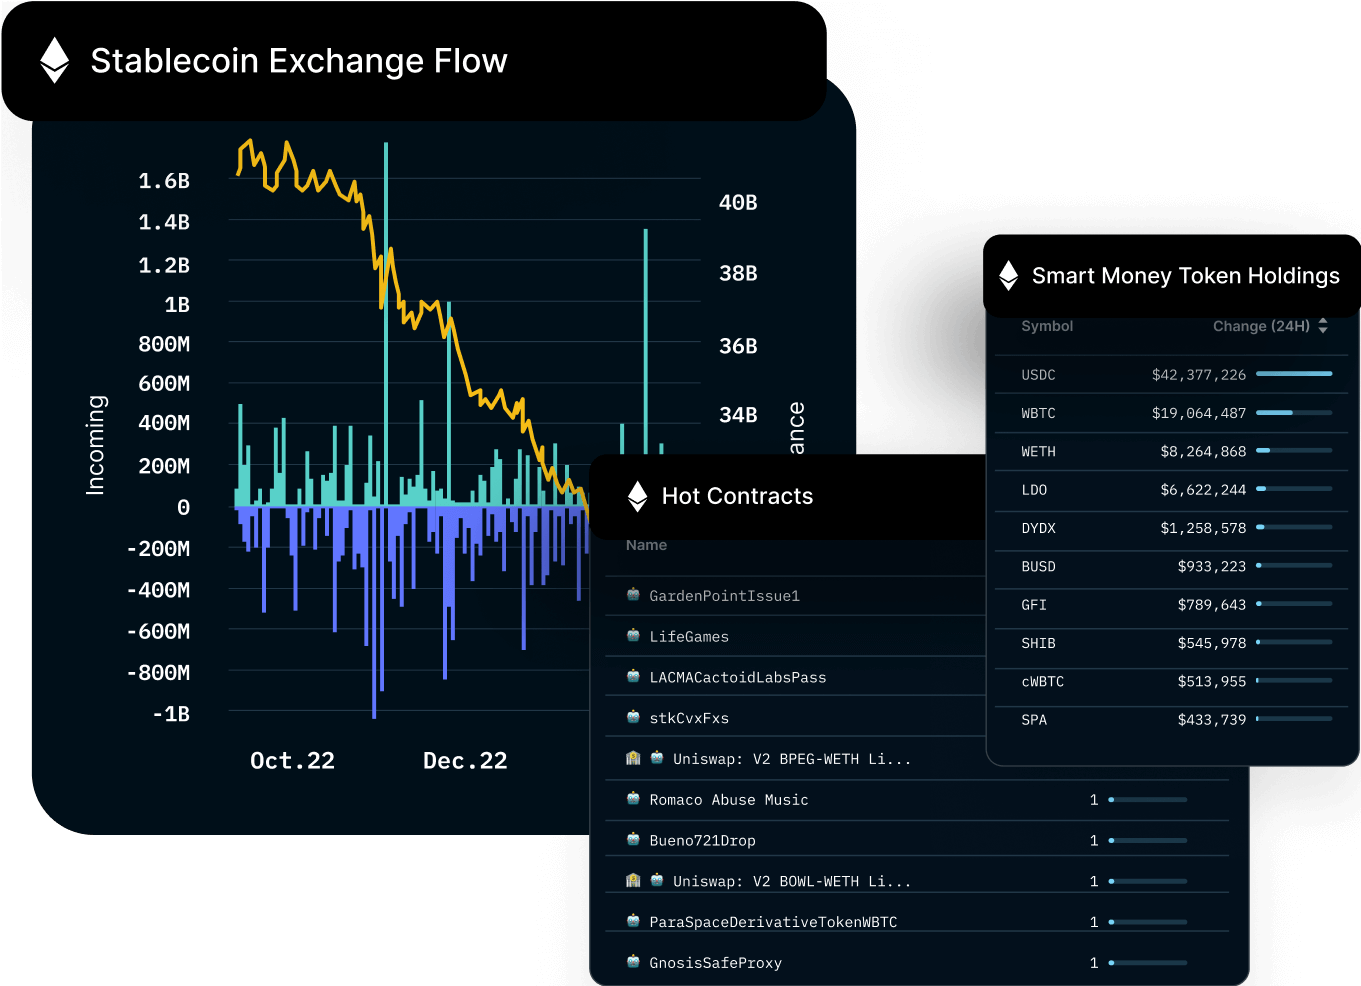 Stablecoin Exchange Flow
1.6B
1.4B
1.2B
1B
800M
600M
400M
200M
0
-200M
-400M
-600M
-800M
-1B
Incoming
40B
38B
36B
34B
ance
Oct.22
Dec.22
Hot Contracts
Name
GardenPointIssue1
LifeGames
LACMACactoidLabsPass
stkCvxFxs
Uniswap: V2 BPEG-WETH Li...
Romaco Abuse Music 1
Bueno721Drop 1
Uniswap: V2 BOWL-WETH Li... 1
ParaSpaceDerivativeTokenWBTC 1
GnosisSafeProxy 1
Smart Money Token Holdings
Symbol Change (24H)
USDC $42,377,226
WBTC $19,064,487
WETH $8,264,868
LDO $6,622,244
DYDX $1,258,578
BUSD $933,223
GFI $789,643
SHIB $545,978
cWBTC $513,955
SPA $433,739